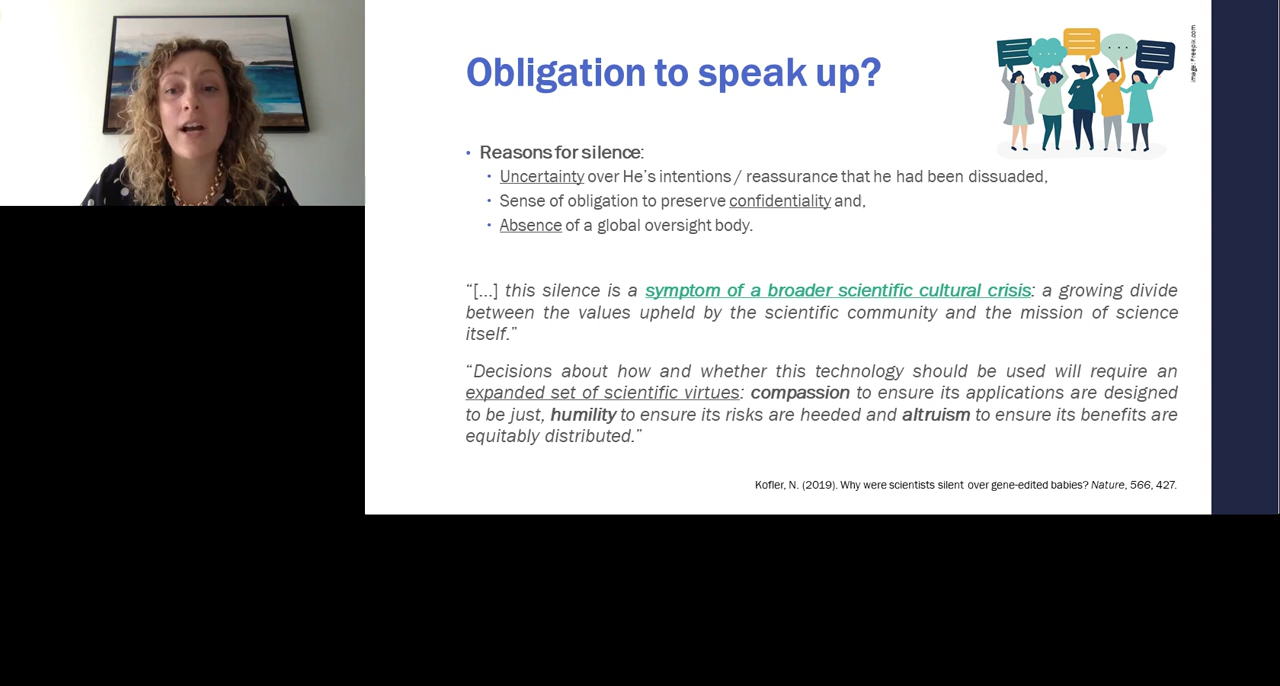 Obligation to speak up?
image: Freepik.com
• Reasons for silence:
• Uncertainty over He's intentions / reassurance that he had been dissuaded,
• Sense of obligation to preserve confidentiality and,
• Absence of a global oversight body.
“[...] this silence is a symptom of a broader scientific cultural crisis: a growing divide
between the values upheld by the scientific community and the mission of science
itself.”
“Decisions about how and whether this technology should be used will require an
expanded set of scientific virtues: compassion to ensure its applications are designed
to be just, humility to ensure its risks are heeded and altruism to ensure its benefits are
equitably distributed.”
Kofler, N. (2019). Why were scientists silent over gene-edited babies? Nature, 566, 427.